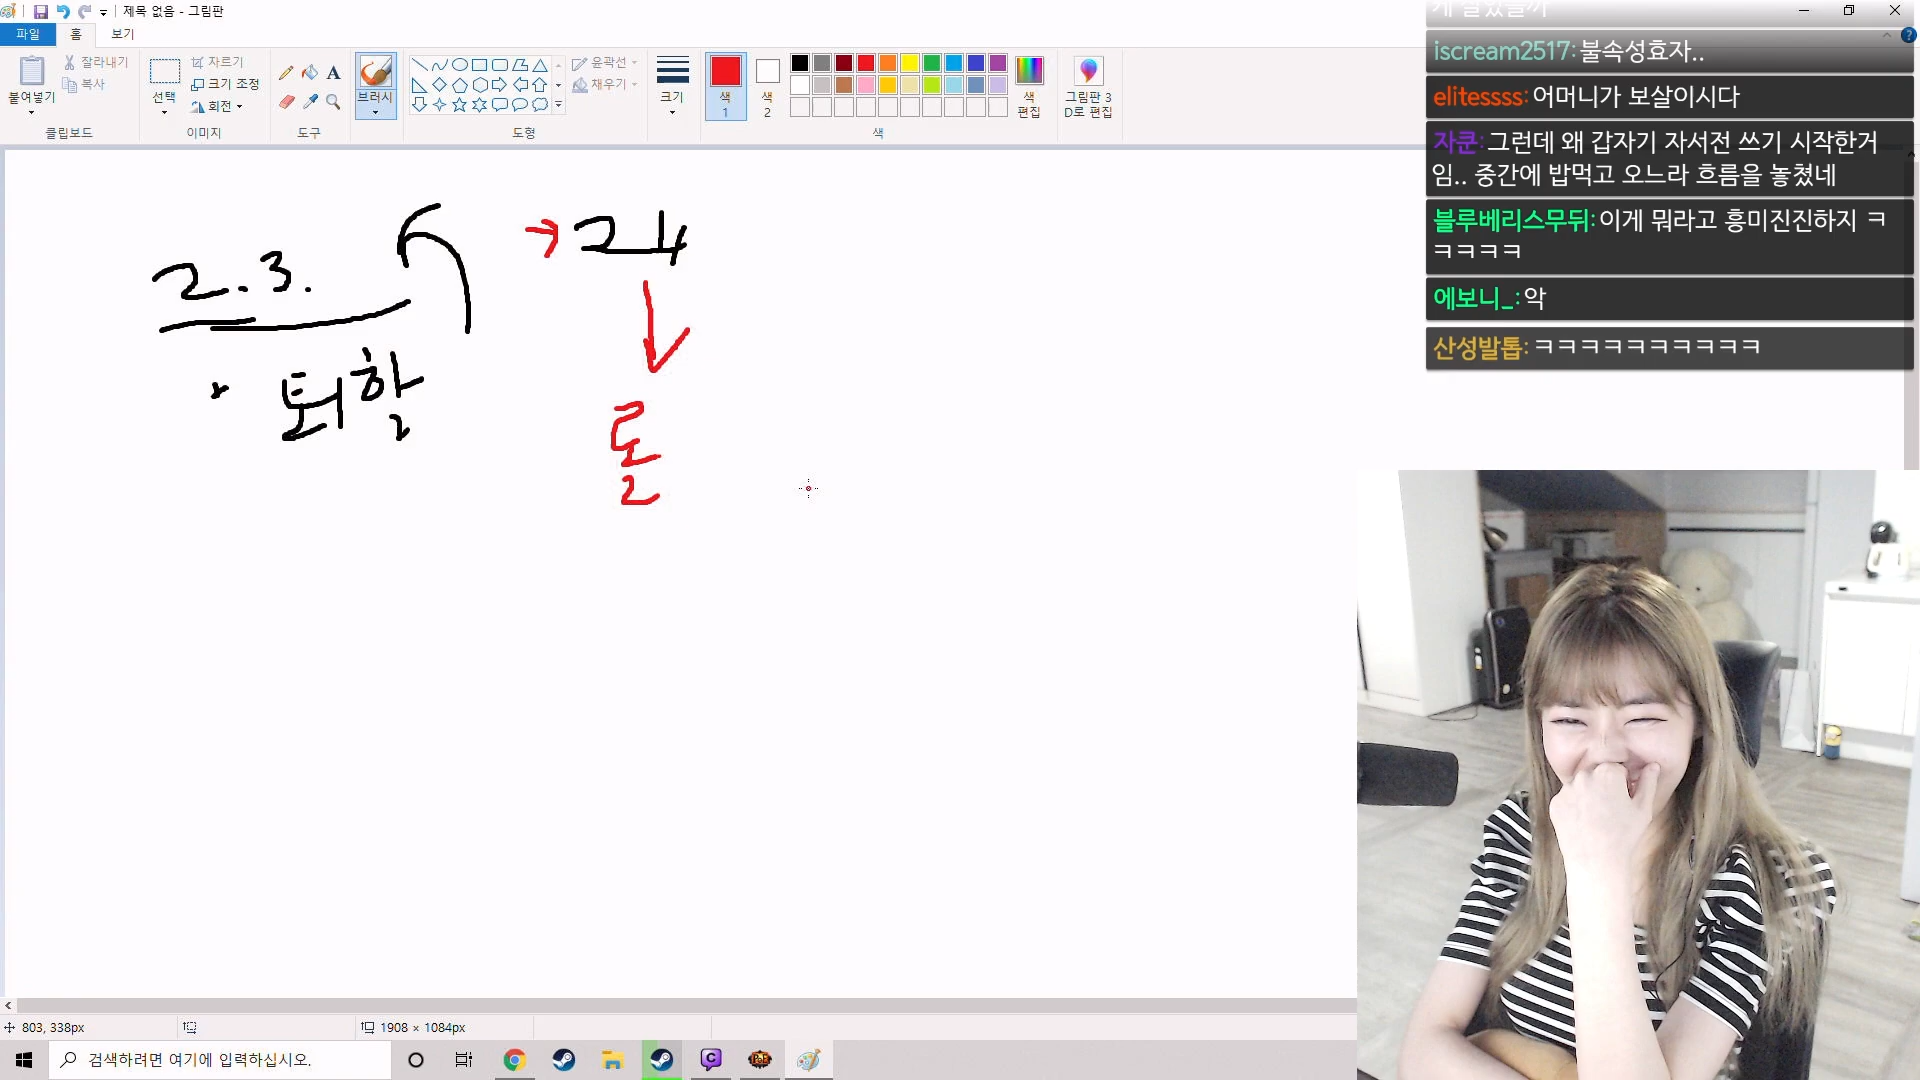 제목 없음 - 그림판
파일 홈 보기
붙여넣기
잘라내기
복사
클립보드
선택
자르기
크기 조정
회전
이미지
A
도구
브러시
윤곽선
채우기
도형
크기
색
1
색
2
색
편집
색
그림판 3
D로 편집
2.3.
24
퇴할
롤
iscream2517:불속성효자..
elitessss:어머니가 보살이시다
자쿤:그런데 왜 갑자기 자서전 쓰기 시작한거
임.. 중간에 밥먹고 오느라 흐름을 놓쳤네
블루베리스무뒤:이게 뭐라고 흥미진진하지 ㅋ
ㅋㅋㅋㅋ
에보니_:악
산성발톱:ㅋㅋㅋㅋㅋㅋㅋㅋㅋㅋ
803, 338px
1908 × 1084px
검색하려면 여기에 입력하십시오.